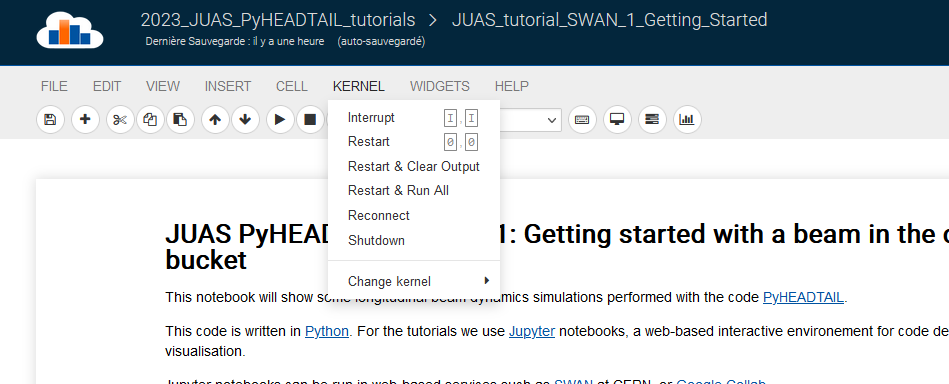 2023_JUAS_PyHEADTAIL_tutorials > JUAS_tutorial_SWAN_1_Getting_Started
Dernière Sauvegarde : il y a une heure (auto-sauvegardé)
FILE EDIT VIEW INSERT CELL KERNEL WIDGETS HELP
Interrupt I,I
Restart 0,0
Restart & Clear Output
Restart & Run All
Reconnect
Shutdown
Change kernel
JUAS PyHEAD 1: Getting started with a beam in the
bucket
This notebook will show some longitudinal beam dynamics simulations performed with the code PyHEADTAIL.
This code is written in Python. For the tutorials we use Jupyter notebooks, a web-based interactive environement for code de
visualisation.
Jupyter notebooks can be run in web-based services such as SWAN at CERN, or Google Collab